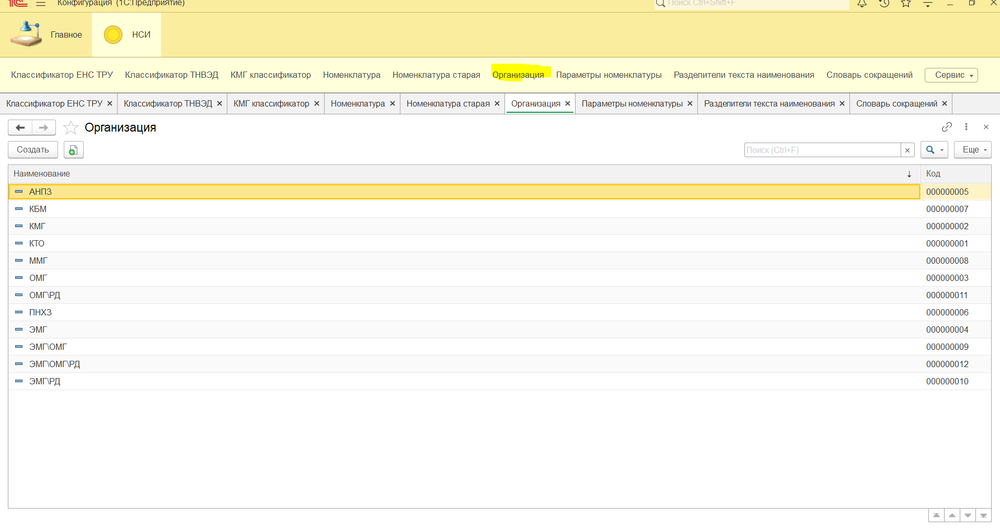 1С Конфигурация (1С:Предприятие) Поиск Ctrl+Shift+F
Главное НСИ
Классификатор ЕНС ТРУ Классификатор ТНВЭД КМГ классификатор Номенклатура Номенклатура старая Организация Параметры номенклатуры Разделители текста наименования Словарь сокращений Сервис
Классификатор ЕНС ТРУ Классификатор ТНВЭД КМГ классификатор Номенклатура Номенклатура старая Организация Параметры номенклатуры Разделители текста наименования Словарь сокращений
Организация
Создать Поиск (Ctrl+F) Еще
Наименование Код
АНПЗ 000000005
КБМ 000000007
КМГ 000000002
КТО 000000001
ММГ 000000008
ОМГ 000000003
ОМГ\РД 000000011
ПНХЗ 000000006
ЭМГ 000000004
ЭМГ\ОМГ 000000009
ЭМГ\ОМГ\РД 000000012
ЭМГ\РД 000000010